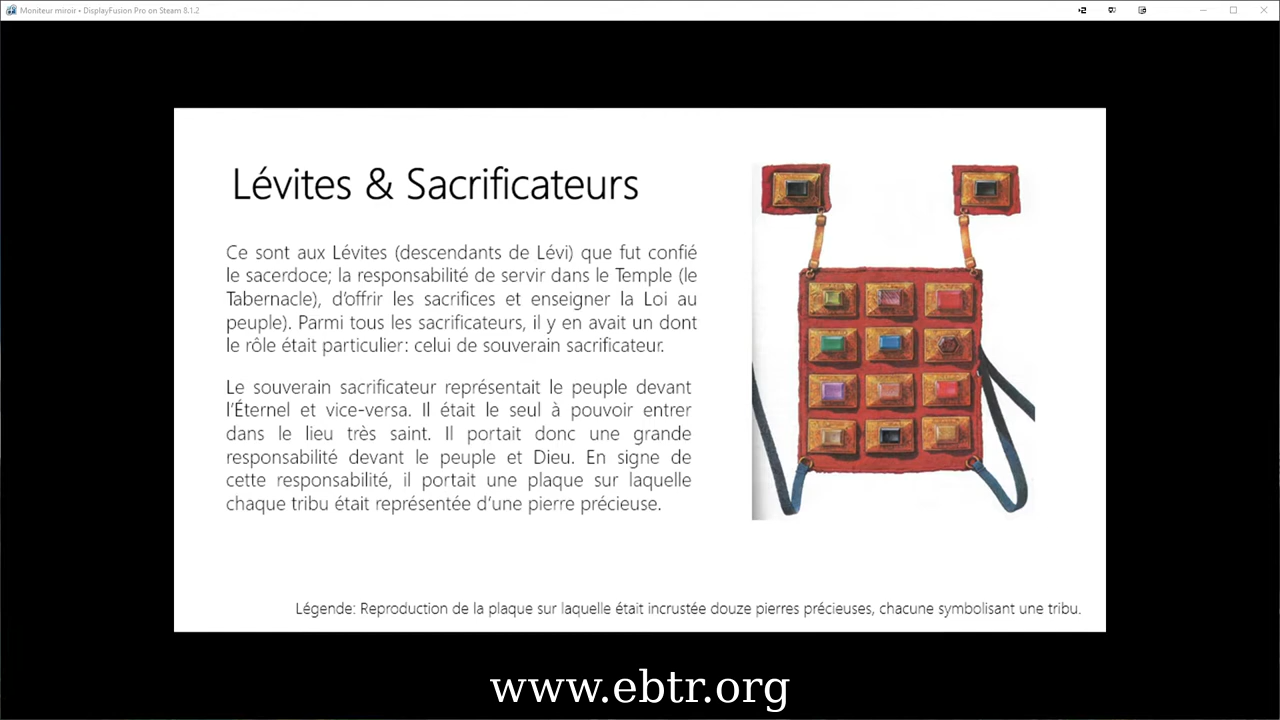 Moniteur miroir • DisplayFusion Pro on Steam 8.1.2
Lévites & Sacrificateurs
Ce sont aux Lévites (descendants de Lévi) que fut confié
le sacerdoce; la responsabilité de servir dans le Temple (le
Tabernacle), d’offrir les sacrifices et enseigner la Loi au
peuple). Parmi tous les sacrificateurs, il y en avait un dont
le rôle était particulier: celui de souverain sacrificateur.
Le souverain sacrificateur représentait le peuple devant
l’Éternel et vice-versa. Il était le seul à pouvoir entrer
dans le lieu très saint. Il portait donc une grande
responsabilité devant le peuple et Dieu. En signe de
cette responsabilité, il portait une plaque sur laquelle
chaque tribu était représentée d’une pierre précieuse.
Légende: Reproduction de la plaque sur laquelle était incrustée douze pierres précieuses, chacune symbolisant une tribu.
www.ebtr.org